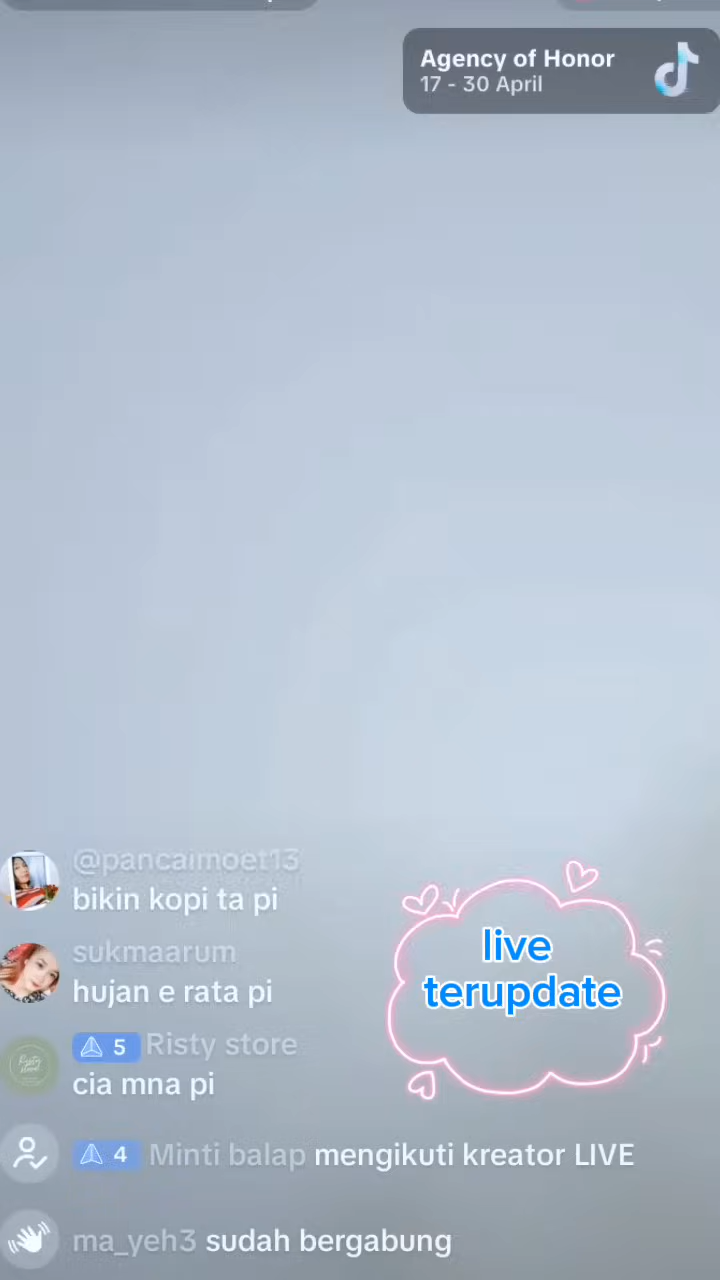 Agency of Honor
17 - 30 April
@pancaimoet13
bikin kopi ta pi
sukmaarum
hujan e rata pi
5 Risty store
cia mna pi
4 Minti balap mengikuti kreator LIVE
ma_yeh3 sudah bergabung
live
terupdate